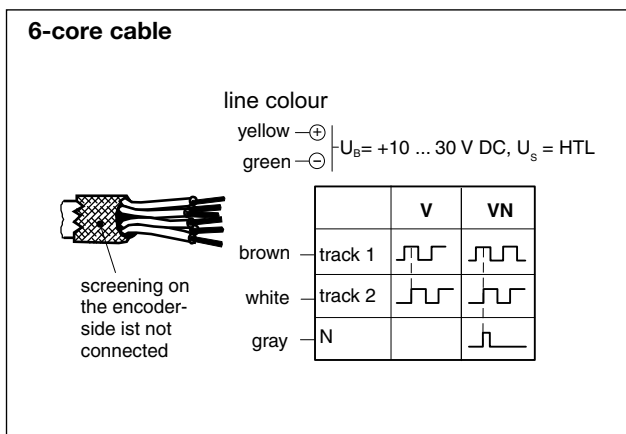 6-core cable
line colour
yellow +
green − U_B= +10 ... 30 V DC, U_S = HTL
V VN
brown track 1
white track 2
gray N
screening on
the encoder-
side ist not
connected